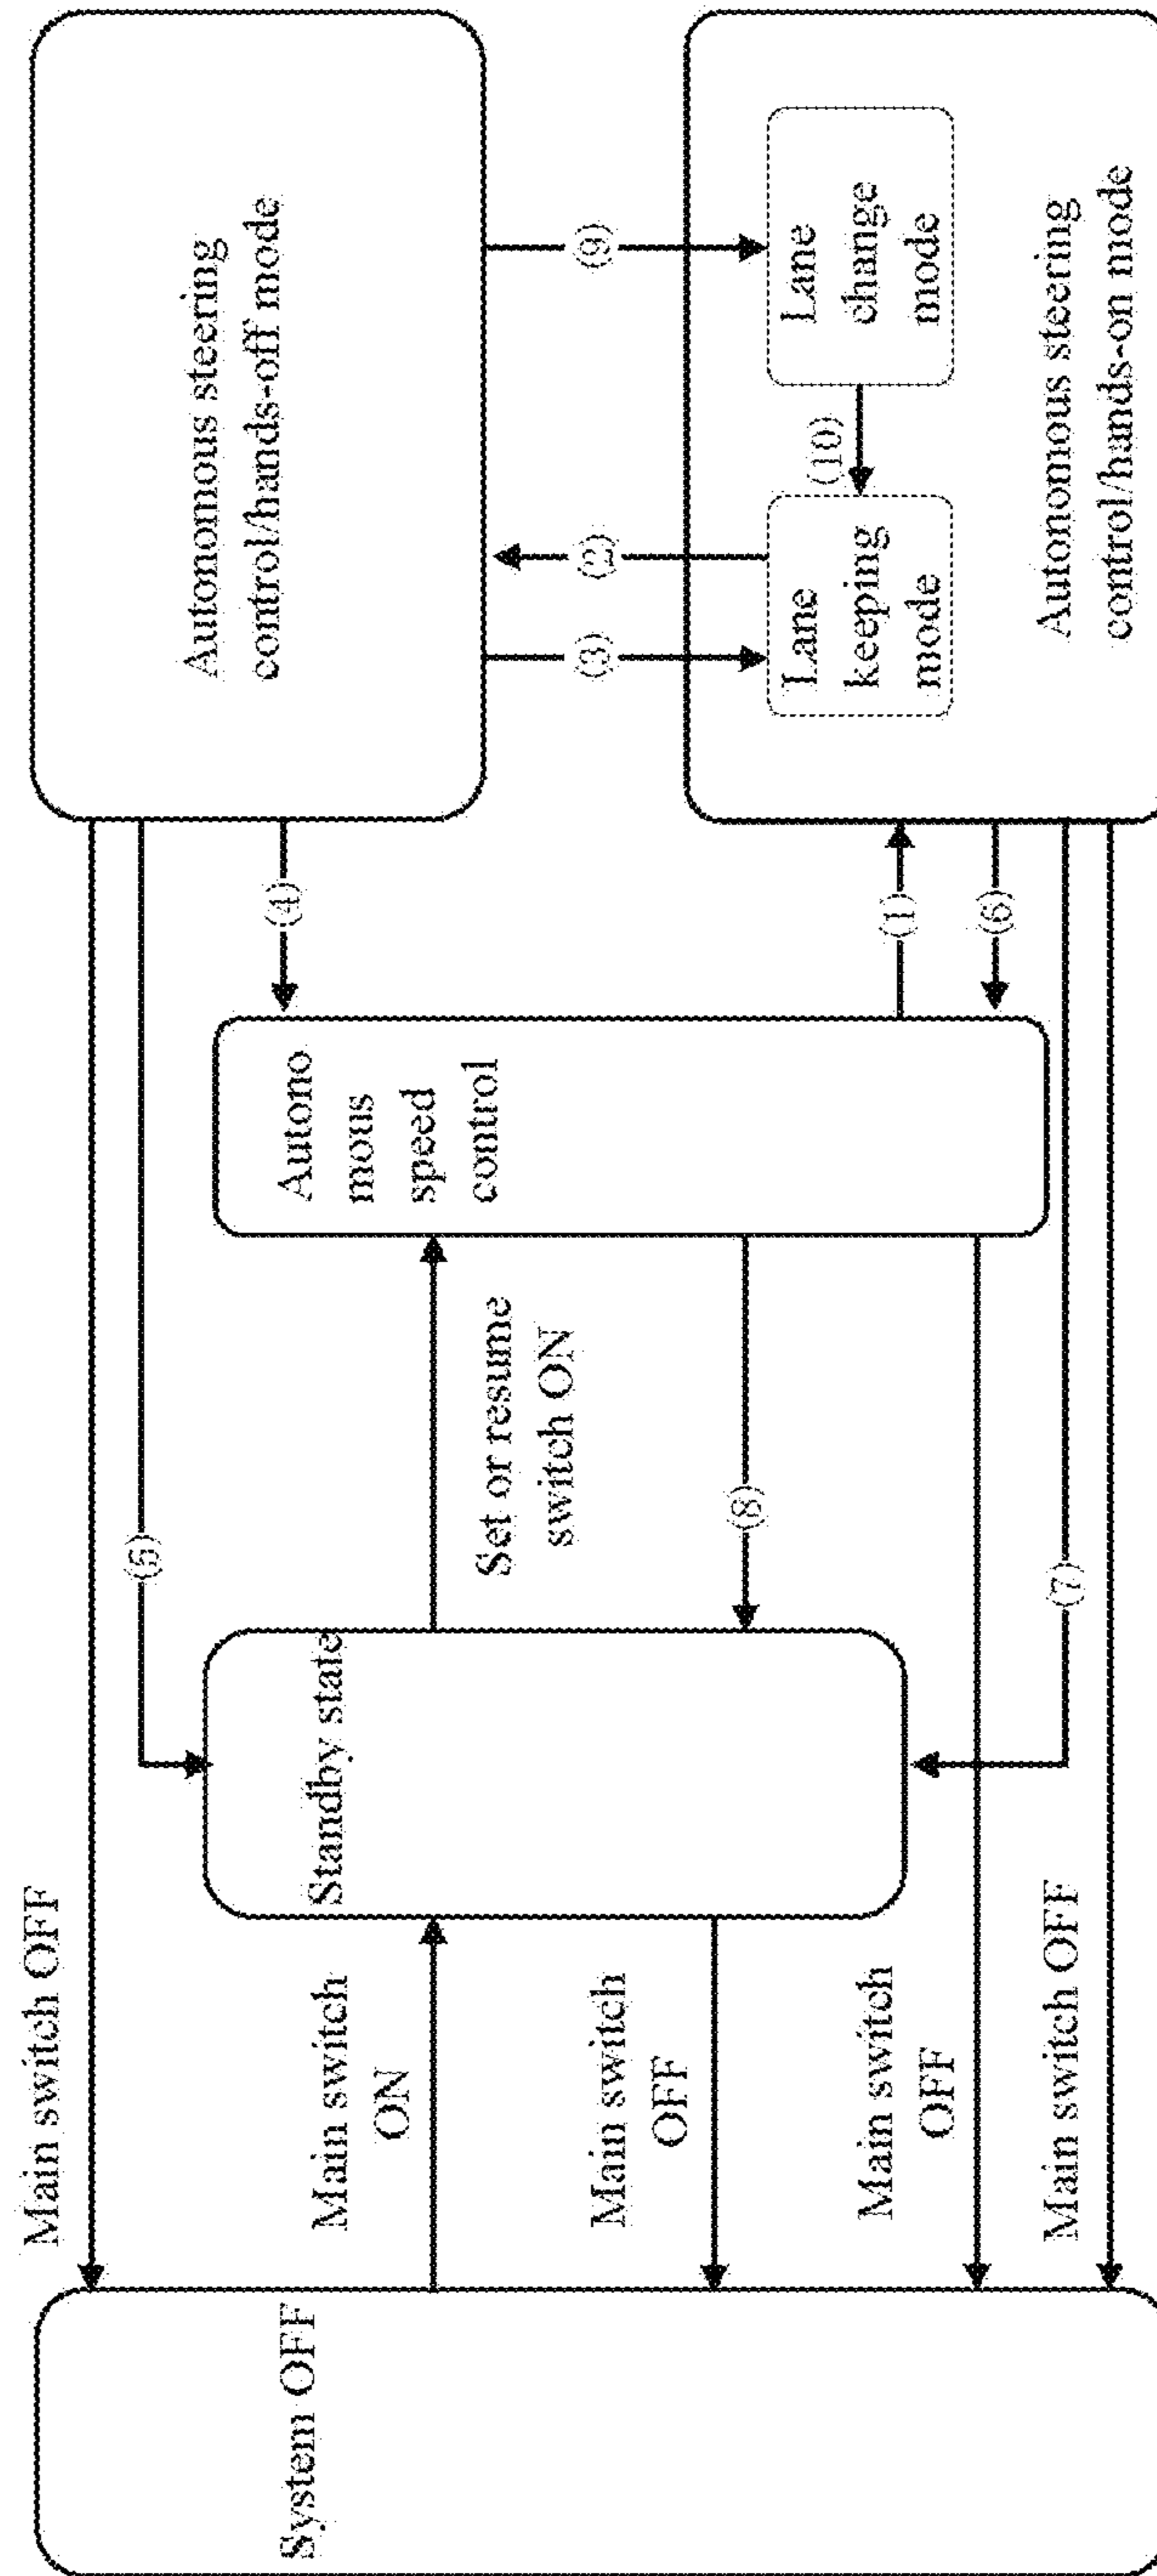 System OFF
Main switch OFF
Main switch
ON
Main switch
OFF
Main switch
OFF
Main switch OFF
Standby state
(5)
Set or resume
switch ON
(8)
(7)
Autono
mous
speed
control
(4)
(1)
(6)
Autonomous steering
control/hands-off mode
(3)
(2)
(9)
Lane
keeping
mode
(10)
Lane
change
mode
Autonomous steering
control/hands-on mode